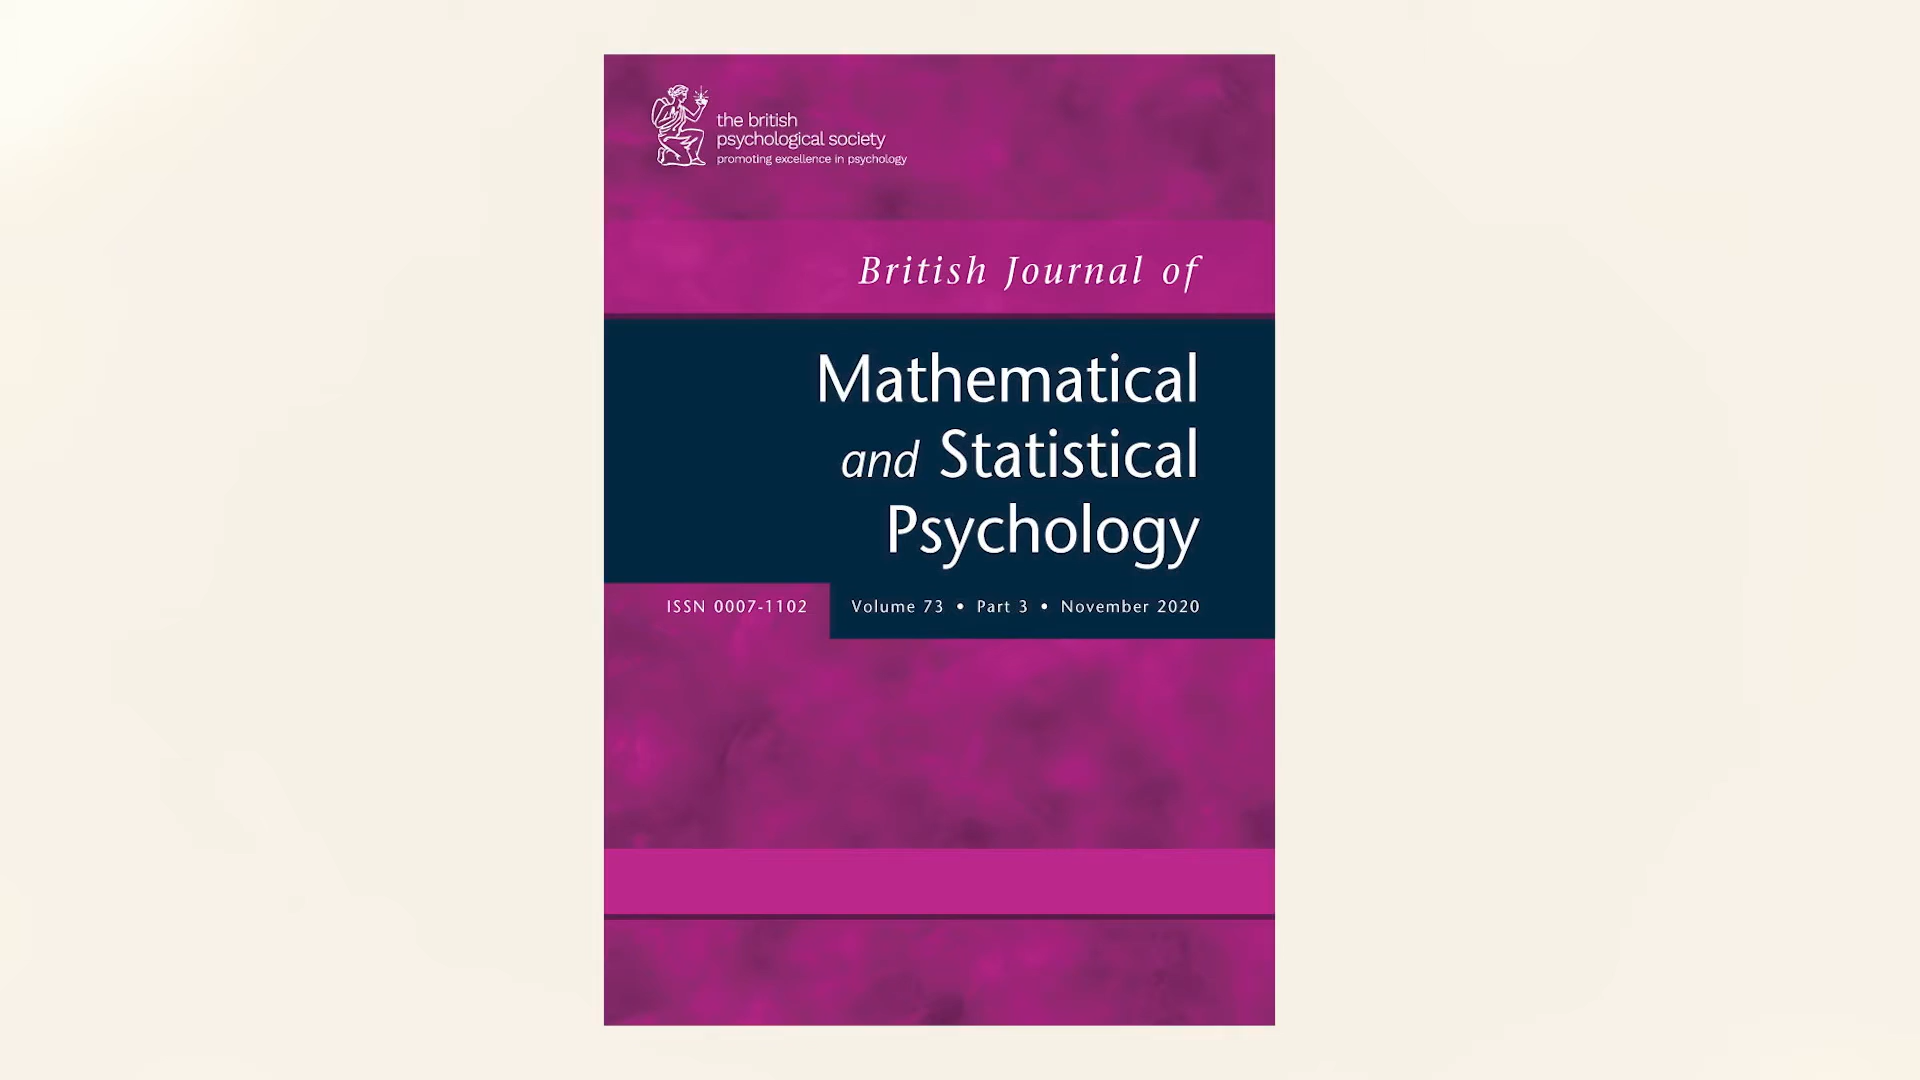 the british
psychological society
promoting excellence in psychology
British Journal of
Mathematical
and Statistical
Psychology
ISSN 0007-1102
Volume 73 • Part 3 • November 2020